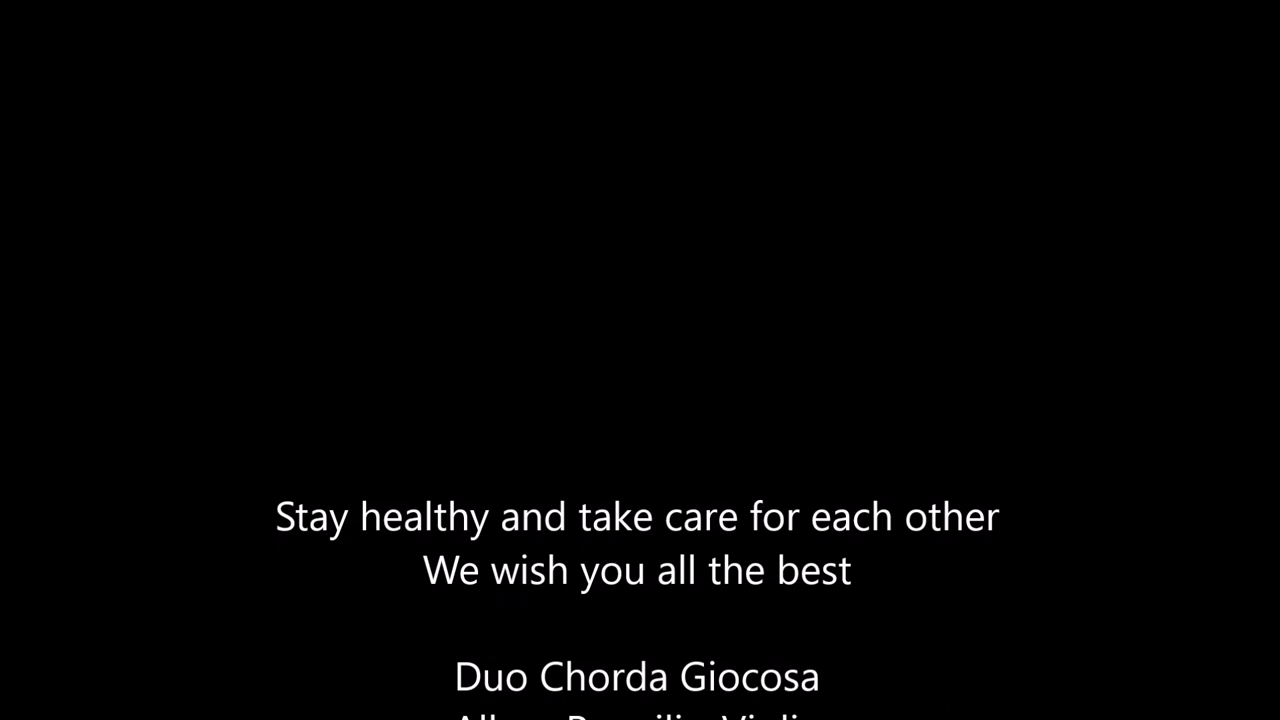 Stay healthy and take care for each other
We wish you all the best
Duo Chorda Giocosa